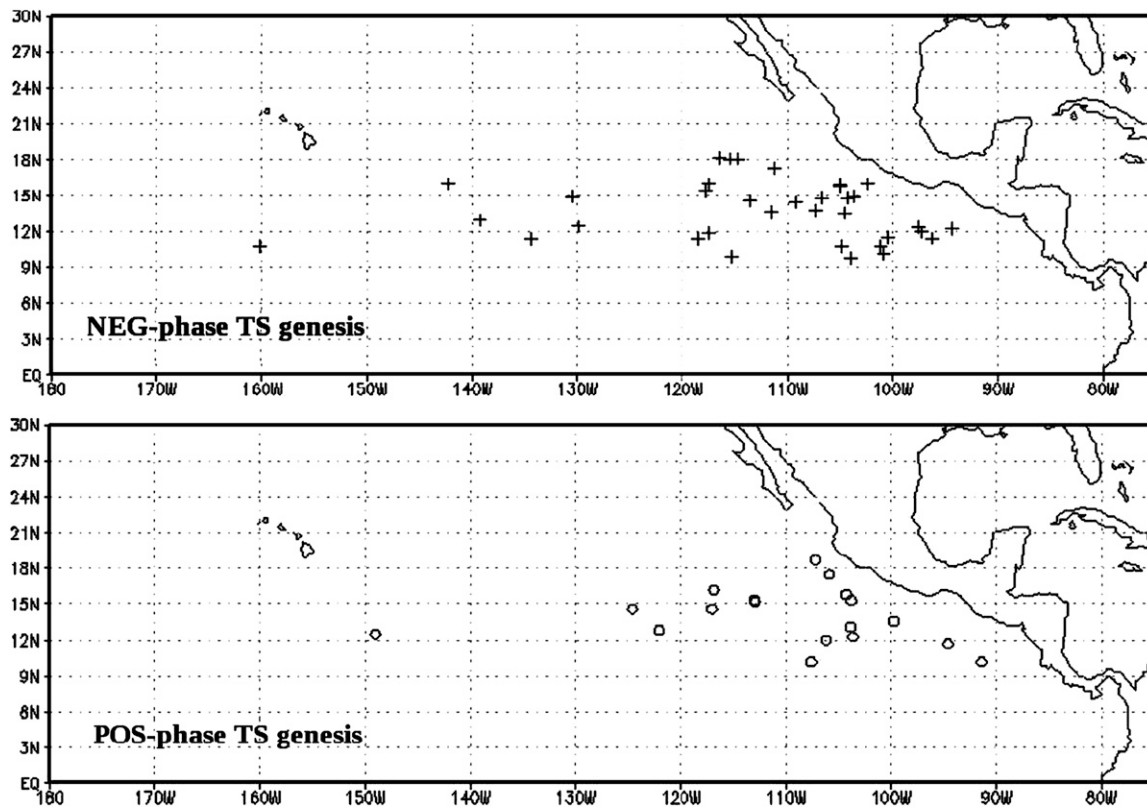 30N
27N
24N
21N
18N
15N
12N
9N
6N
NEG-phase TS genesis
3N
EQ
180 170W 160W 150W 140W 130W 120W 110W 100W 90W 80W
30N
27N
24N
21N
18N
15N
12N
9N
6N
POS-phase TS genesis
3N
EQ
180 170W 160W 150W 140W 130W 120W 110W 100W 90W 80W